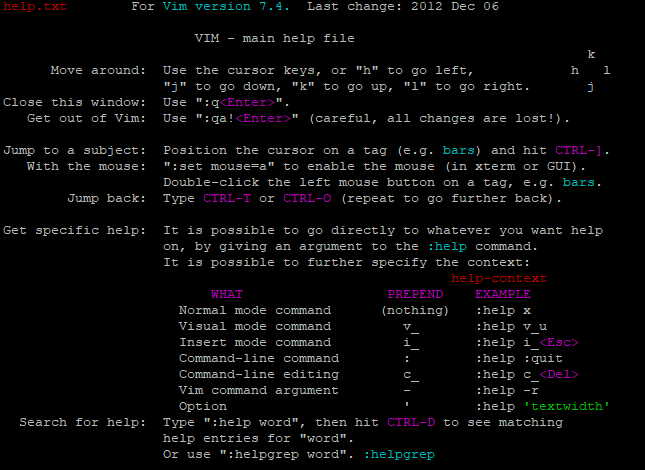 help.txt For Vim version 7.4. Last change: 2012 Dec 06
VIM - main help file
k
Move around: Use the cursor keys, or "h" to go left, h l
"j" to go down, "k" to go up, "l" to go right. j
Close this window: Use ":q<Enter>".
Get out of Vim: Use ":qa!<Enter>" (careful, all changes are lost!).
Jump to a subject: Position the cursor on a tag (e.g. bars) and hit CTRL-].
With the mouse: ":set mouse=a" to enable the mouse (in xterm or GUI).
Double-click the left mouse button on a tag, e.g. bars.
Jump back: Type CTRL-T or CTRL-O (repeat to go further back).
Get specific help: It is possible to go directly to whatever you want help
on, by giving an argument to the :help command.
It is possible to further specify the context:
help-context
WHAT PREPEND EXAMPLE
Normal mode command (nothing) :help x
Visual mode command v_ :help v_u
Insert mode command i_ :help i_<Esc>
Command-line command : :help :quit
Command-line editing c_ :help c_<Del>
Vim command argument - :help -r
Option ' :help 'textwidth'
Search for help: Type ":help word", then hit CTRL-D to see matching
help entries for "word".
Or use ":helpgrep word". :helpgrep